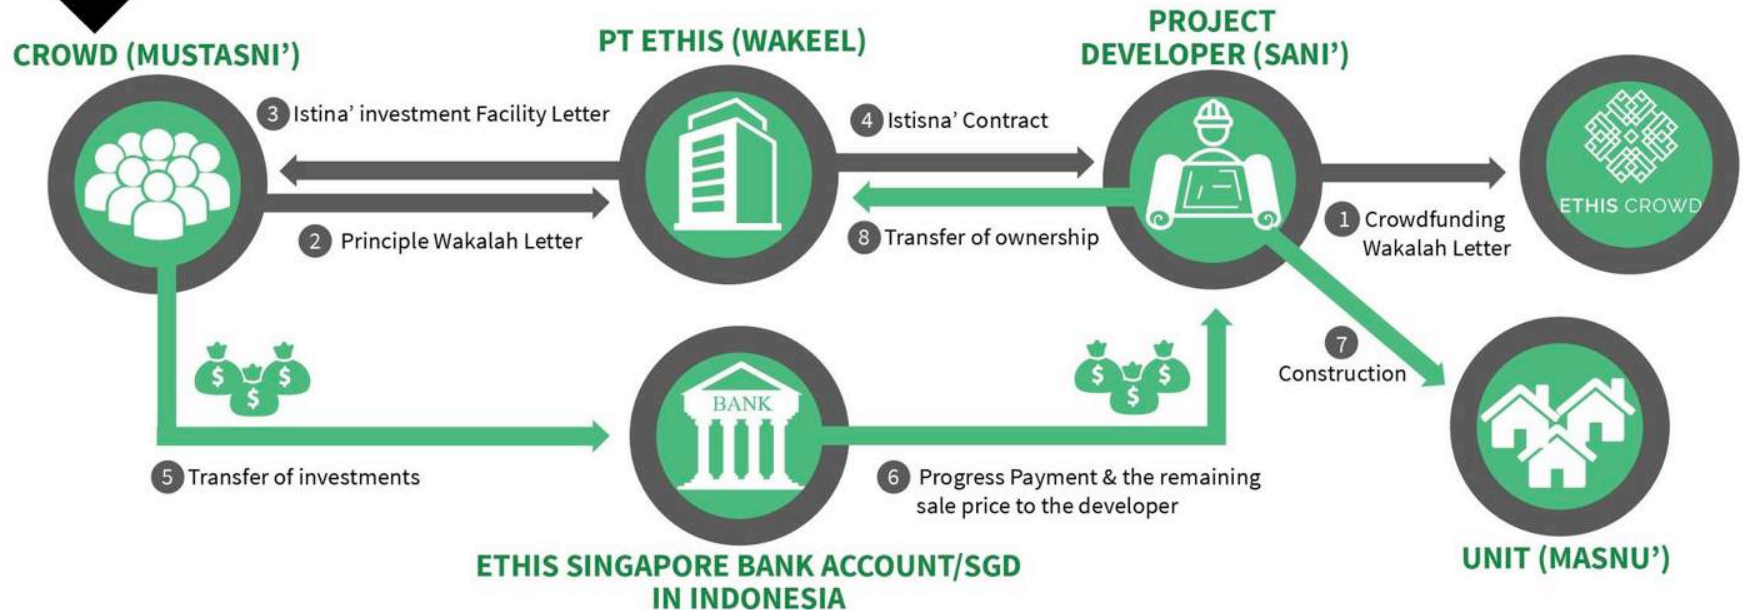 CROWD (MUSTASNI’)
PT ETHIS (WAKEEL)
PROJECT
DEVELOPER (SANI’)
3 Istina’ investment Facility Letter
4 Istisna’ Contract
ETHIS CROWD
2 Principle Wakalah Letter
8 Transfer of ownership
1 Crowdfunding
Wakalah Letter
$ $ $
BANK
$ $ $
7
Construction
5 Transfer of investments
6 Progress Payment & the remaining
sale price to the developer
ETHIS SINGAPORE BANK ACCOUNT/SGD
IN INDONESIA
UNIT (MASNU’)